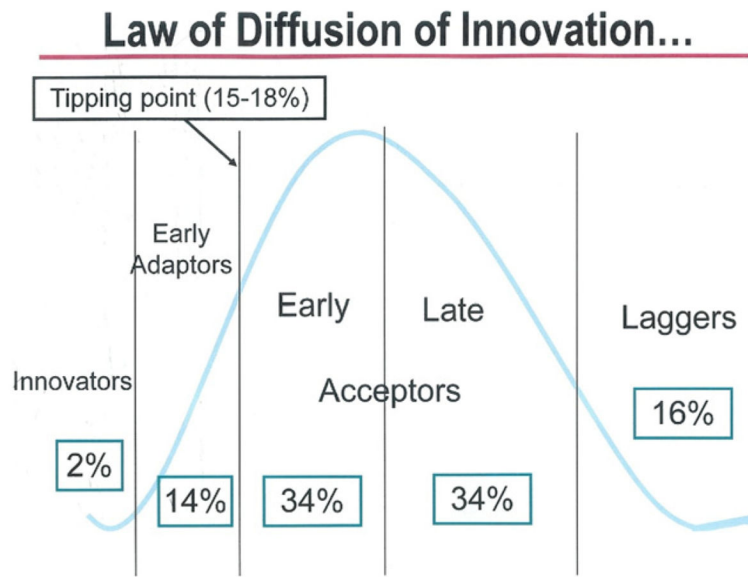 Law of Diffusion of Innovation...
Tipping point (15-18%)
Early
Adaptors
Early
Late
Laggers
Innovators
Acceptors
16%
2%
14%
34%
34%